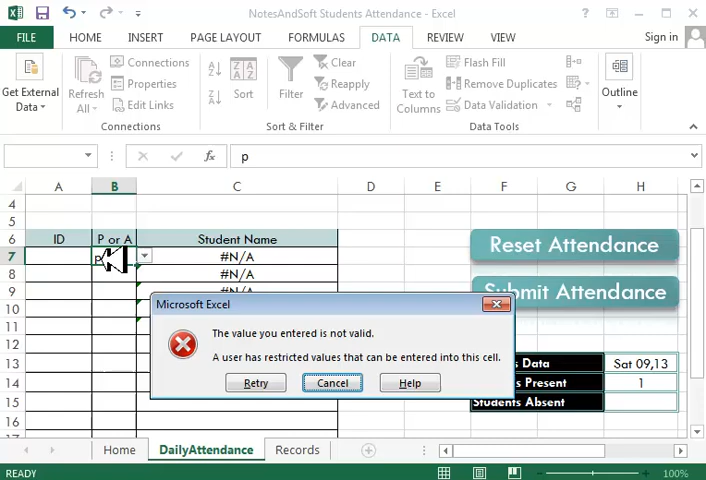 NotesAndSoft Students Attendance - Excel
FILE HOME INSERT PAGE LAYOUT FORMULAS DATA REVIEW VIEW Sign in
Get External Data
Refresh All
Connections
Properties
Edit Links
Connections
Sort
Filter
Clear
Reapply
Advanced
Sort & Filter
Text to Columns
Flash Fill
Remove Duplicates
Data Validation
Data Tools
Outline
fx p
A B C D E F G H
4
5
6 ID P or A Student Name
Reset Attendance
7 p #N/A
8 #N/A
9 #N/A
Submit Attendance
10
11
Microsoft Excel
The value you entered is not valid.
A user has restricted values that can be entered into this cell.
Retry Cancel Help
12
13 Data Sat 09,13
14 Present 1
15 Students Absent
16
Home DailyAttendance Records
READY 100%